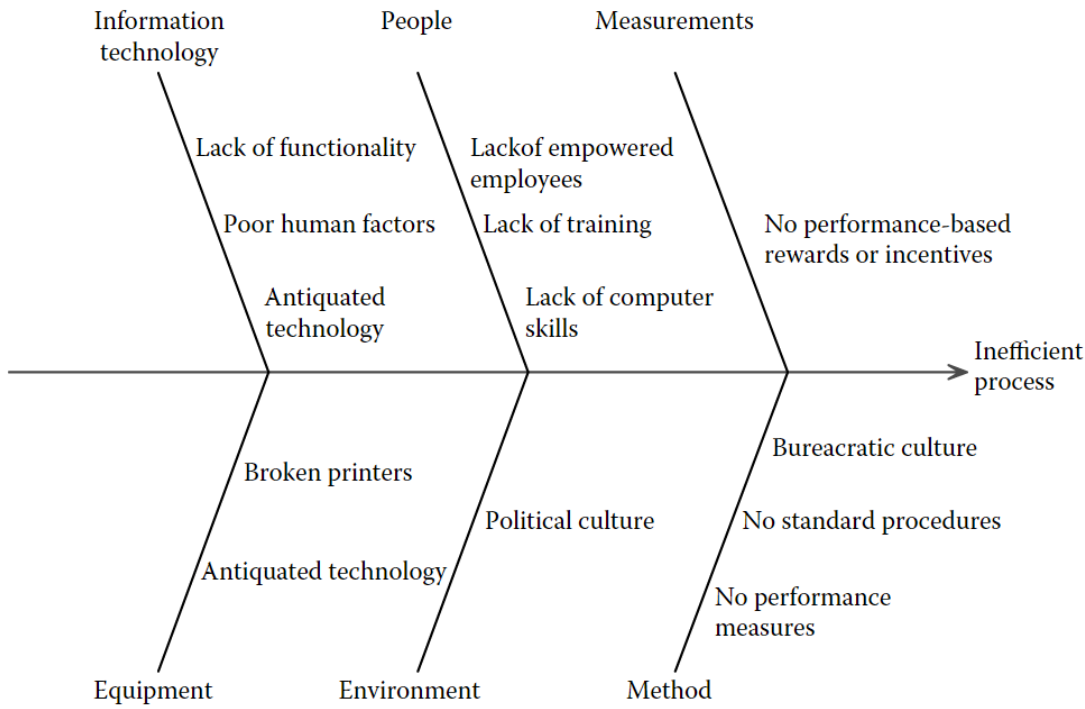 Information
technology
People
Measurements
Lack of functionality
Lackof empowered
employees
Poor human factors
Lack of training
No performance-based
rewards or incentives
Antiquated
technology
Lack of computer
skills
Inefficient
process
Broken printers
Bureacratic culture
Political culture
No standard procedures
Antiquated technology
No performance
measures
Equipment
Environment
Method